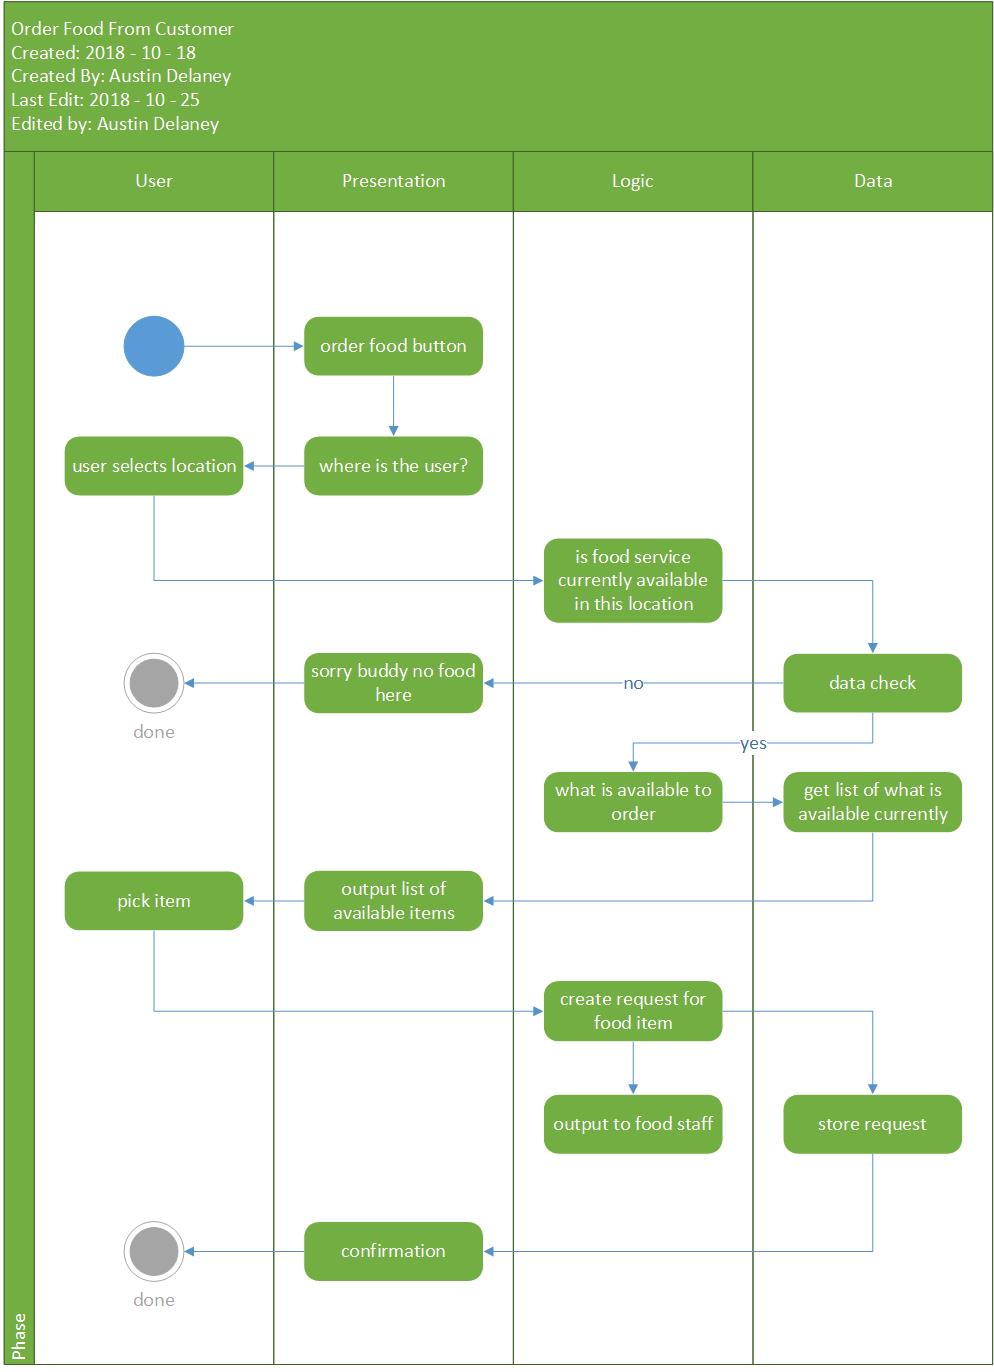 Order Food From Customer
Created: 2018 - 10 - 18
Created By: Austin Delaney
Last Edit: 2018 - 10 - 25
Edited by: Austin Delaney
User
Presentation
Logic
Data
order food button
user selects location
where is the user?
is food service
currently available
in this location
done
sorry buddy no food
here
no
data check
yes
what is available to
order
get list of what is
available currently
pick item
output list of
available items
create request for
food item
output to food staff
store request
done
confirmation
Phase